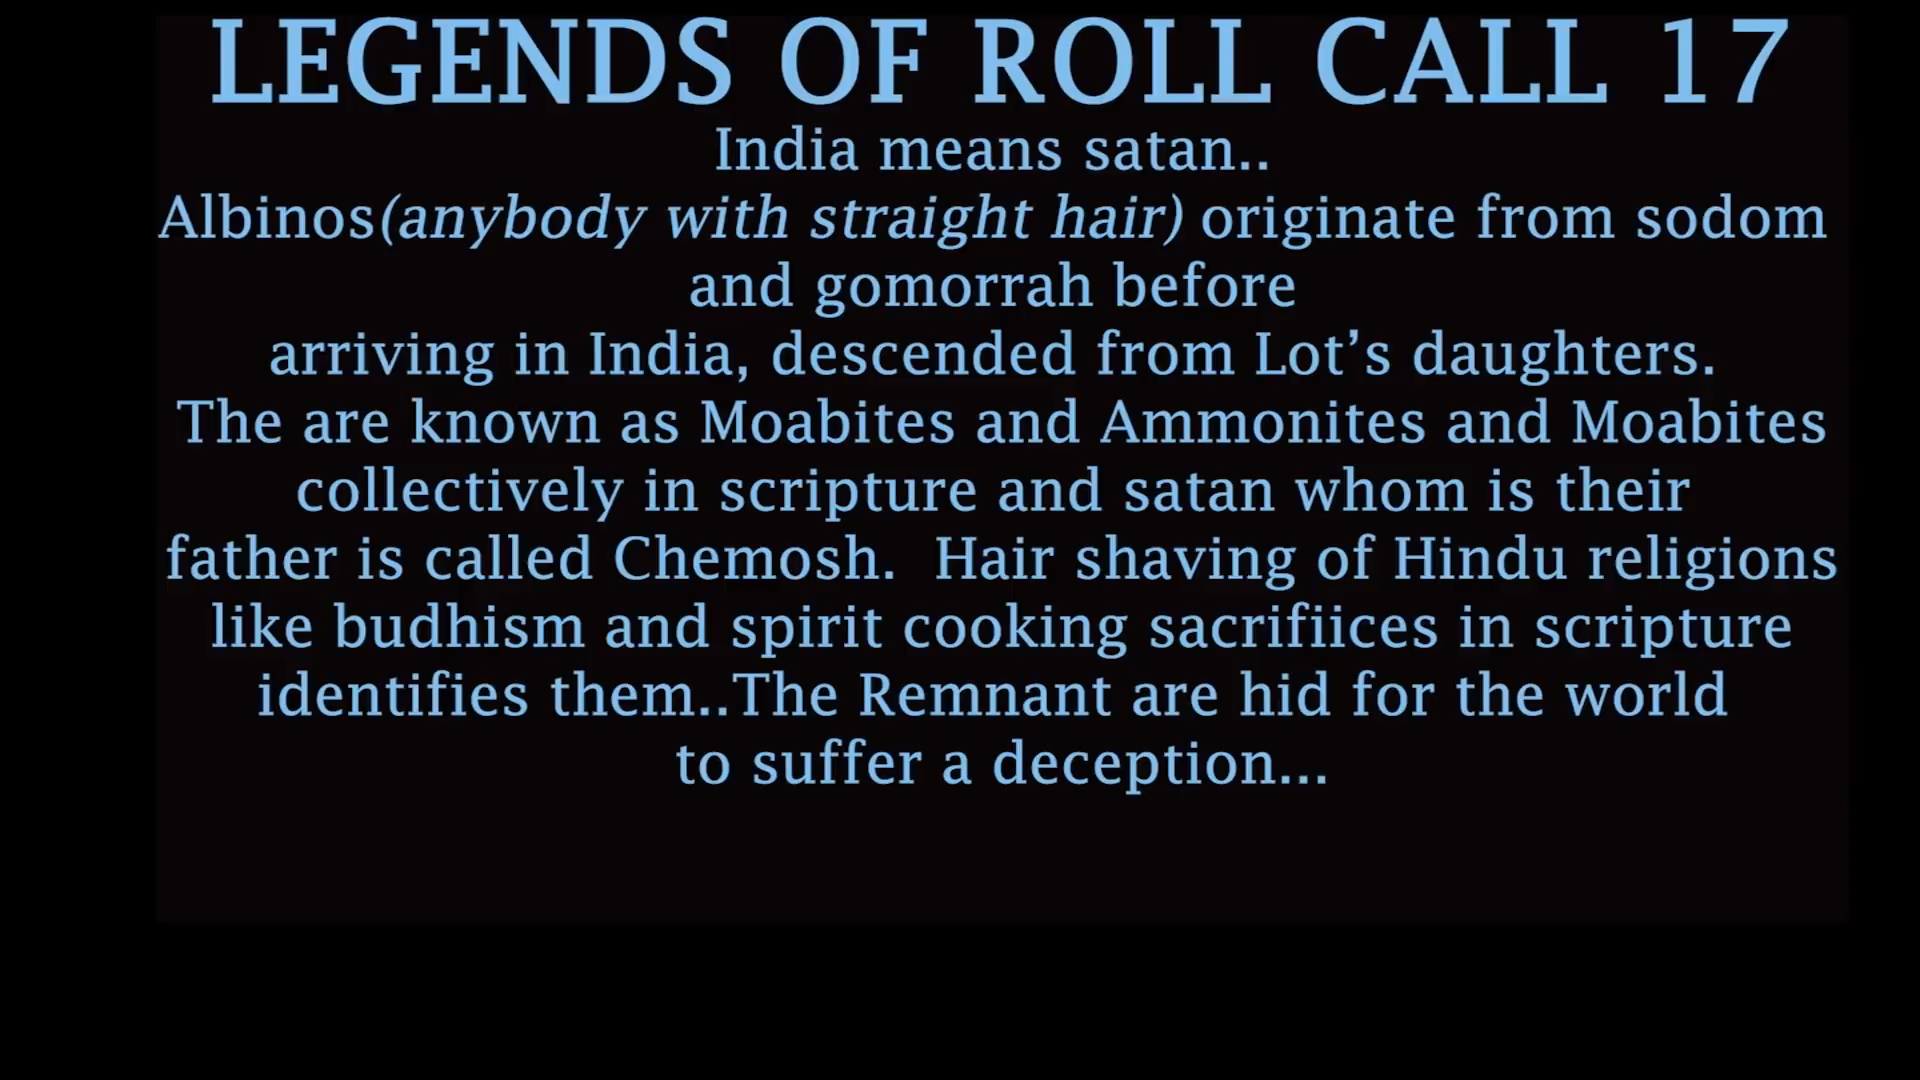 LEGENDS OF ROLL CALL 17
India means satan..
Albinos(anybody with straight hair) originate from sodom
and gomorrah before
arriving in India, descended from Lot’s daughters.
The are known as Moabites and Ammonites and Moabites
collectively in scripture and satan whom is their
father is called Chemosh.  Hair shaving of Hindu religions
like budhism and spirit cooking sacrifiices in scripture
identifies them..The Remnant are hid for the world
to suffer a deception...